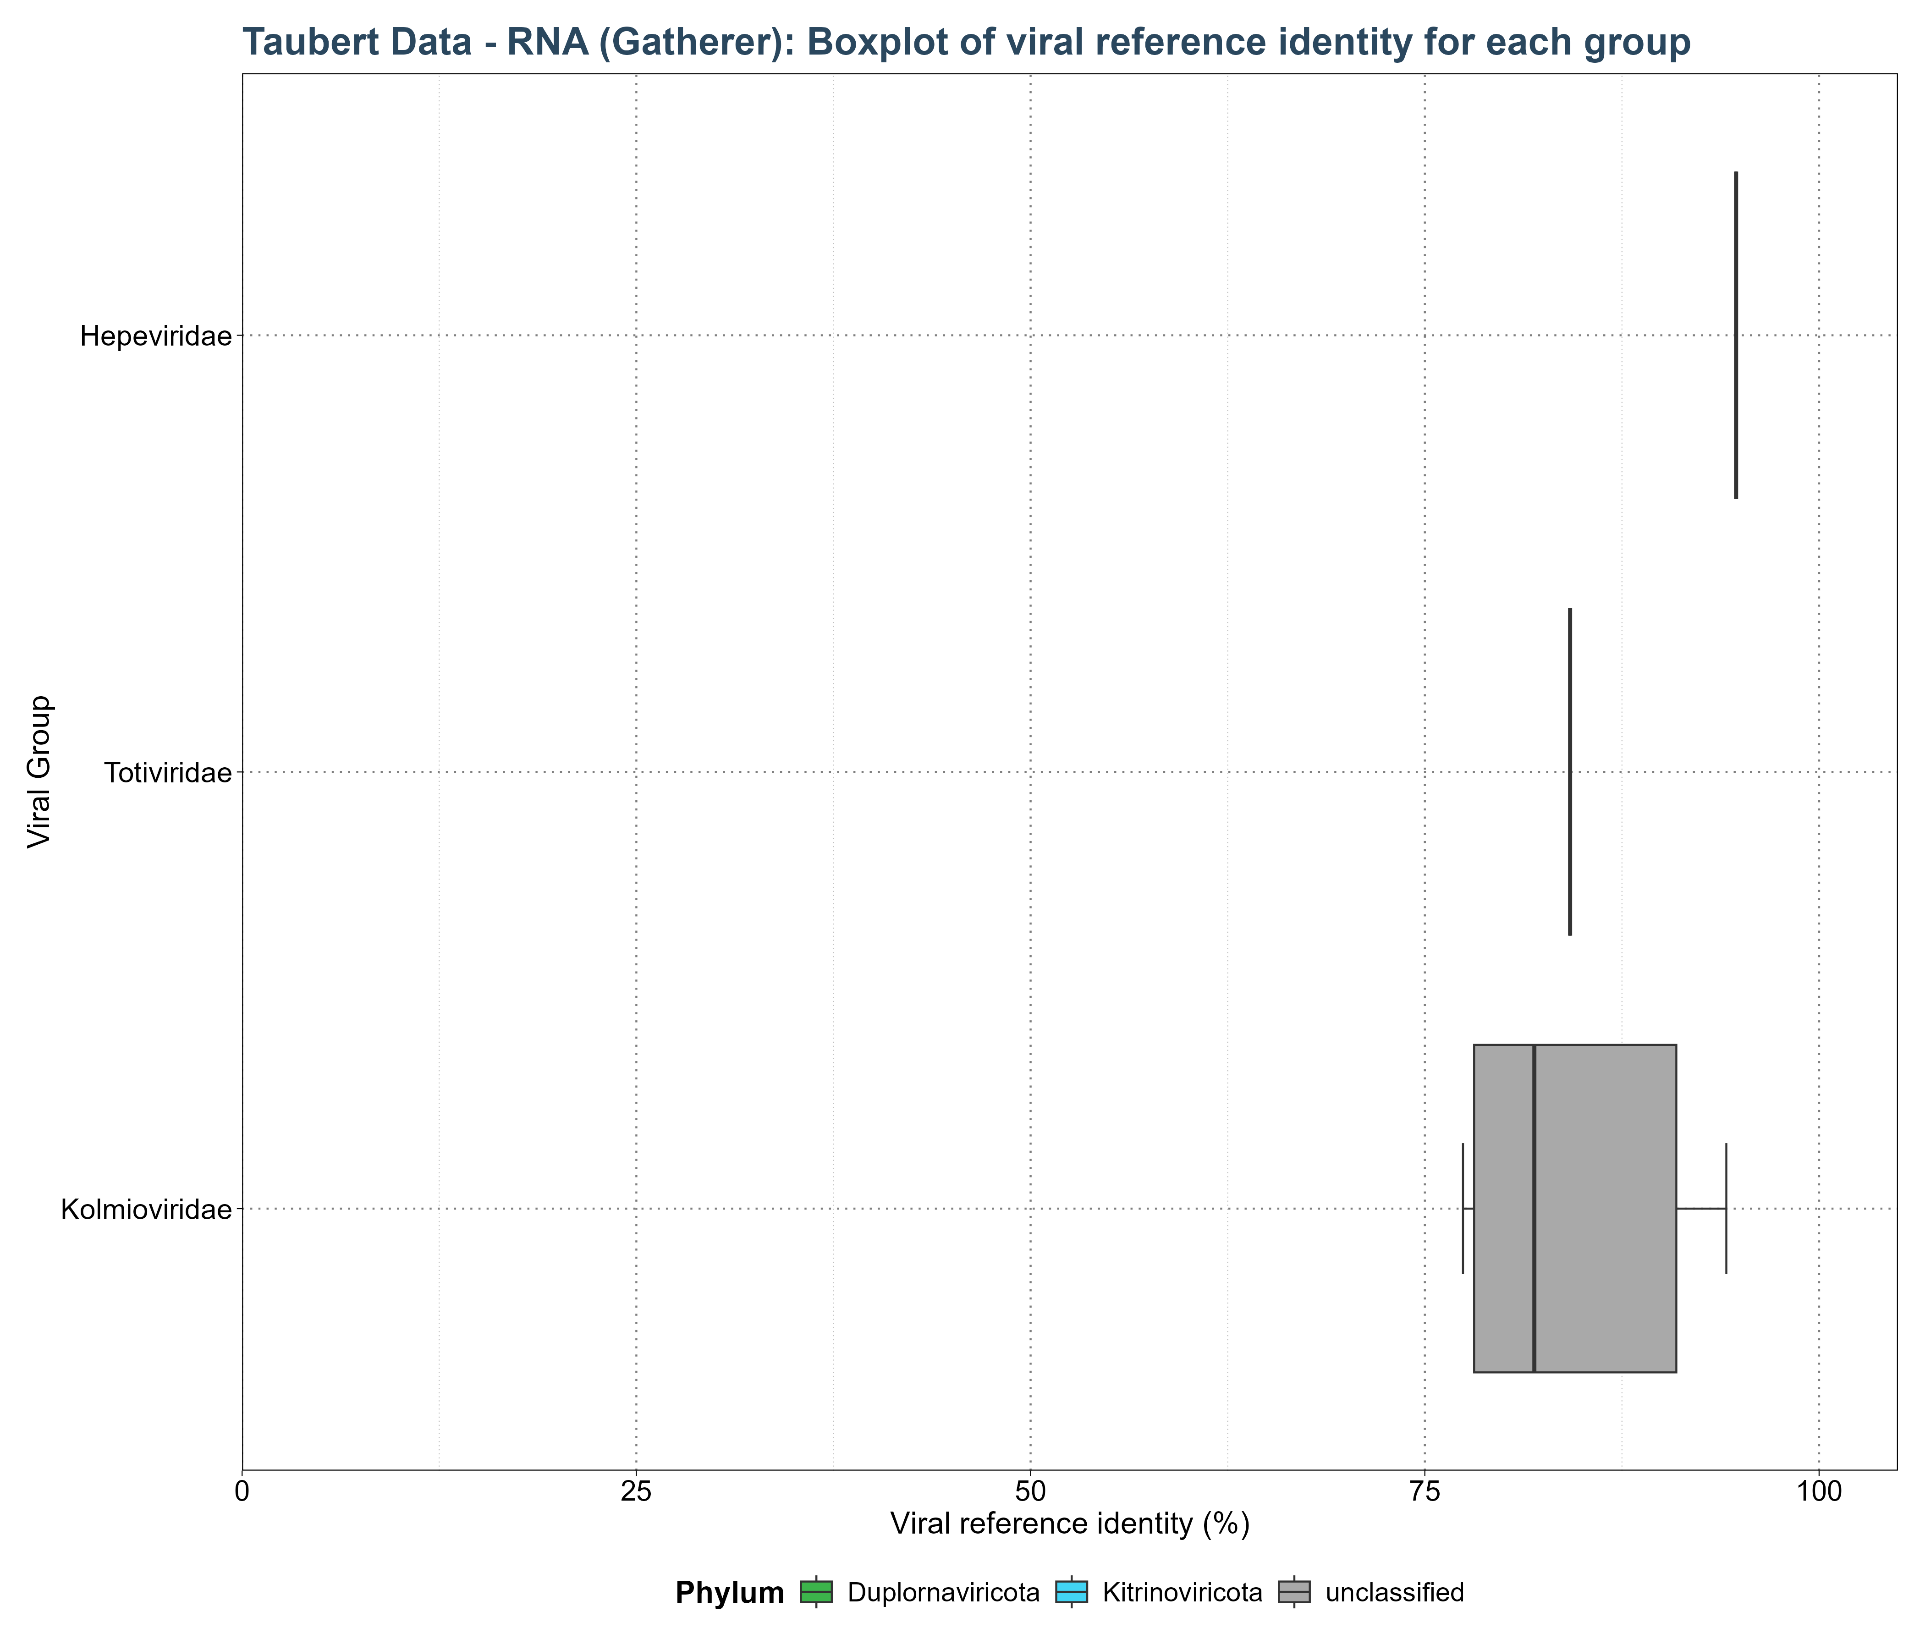 Taubert Data - RNA (Gatherer): Boxplot of viral reference identity for each group
Viral Group
Hepeviridae
Totiviridae
Kolmioviridae
0 25 50 75 100
Viral reference identity (%)
Phylum Duplornaviricota Kitrinoviricota unclassified